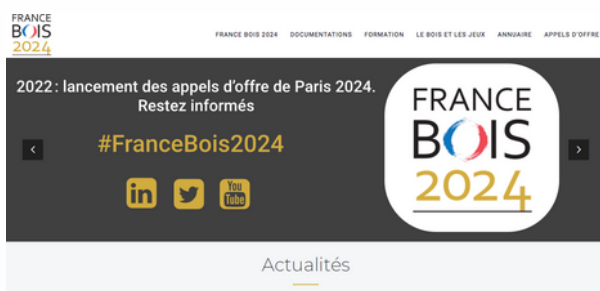 FRANCE
BOIS
2024
FRANCE BOIS 2024 DOCUMENTATIONS FORMATION LE BOIS ET LES JEUX ANNUAIRE APPELS D'OFFRE
2022 : lancement des appels d'offre de Paris 2024.
Restez informés
#FranceBois2024
in
You
Tube
FRANCE
BOIS
2024
Actualités